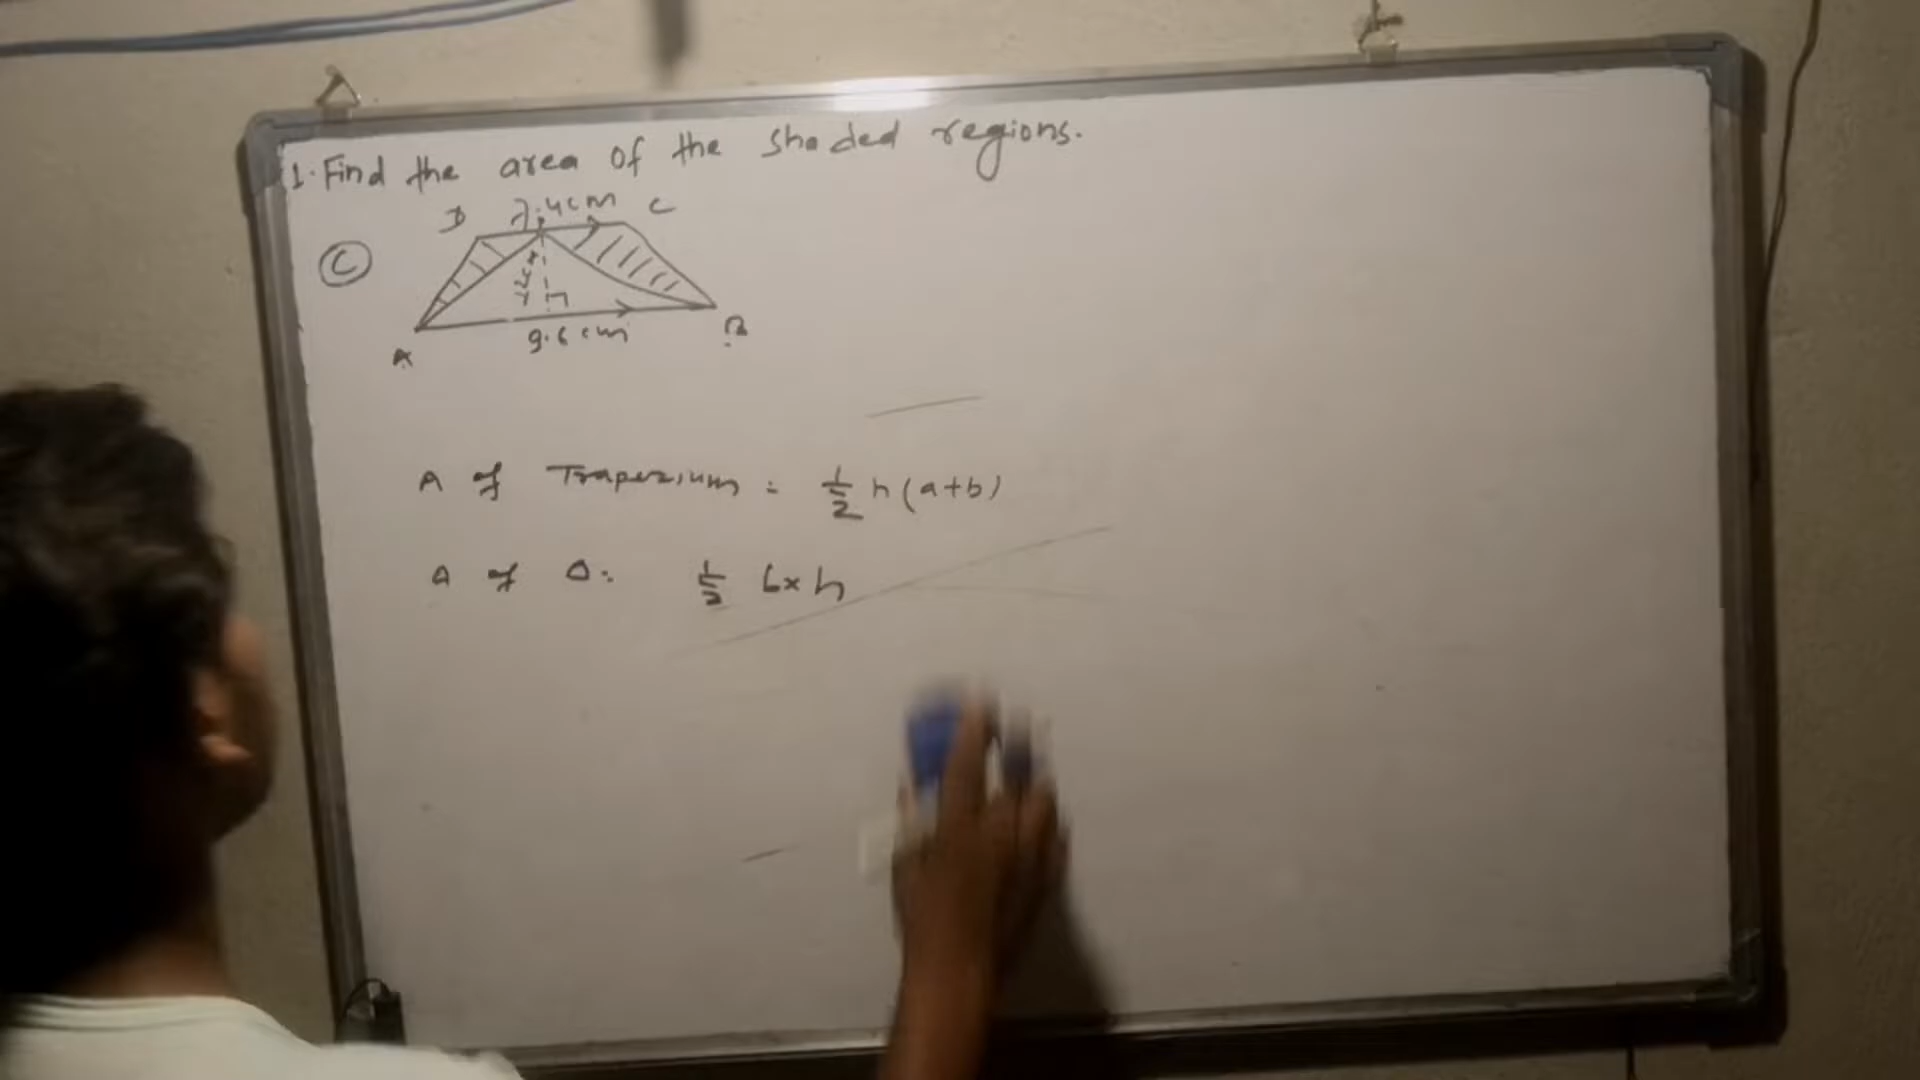 1. Find the area of the shaded regions.
D 7.4cm C
C
9.6cm
A B
A of Trapezium = 1/2 h(a+b)
A of Δ = 1/2 b×h